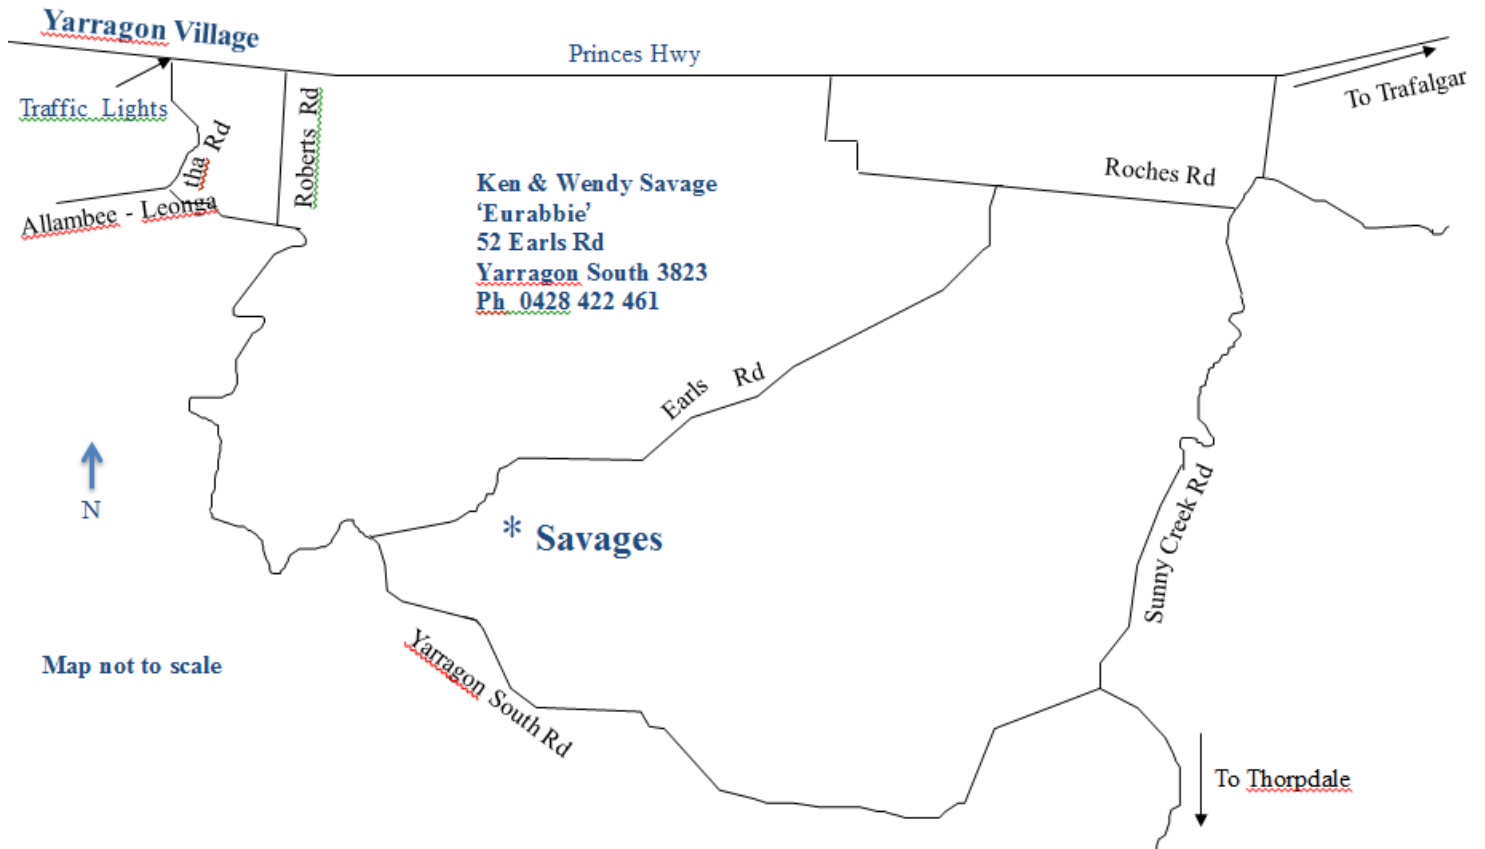 Yarragon Village
Princes Hwy
To Trafalgar
Traffic Lights
Roberts Rd
Allambee - Leonga
tha Rd
Roches Rd
Ken & Wendy Savage
‘Eurabbie’
52 Earls Rd
Yarragon South 3823
Ph 0428 422 461
Earls Rd
N
* Savages
Sunny Creek Rd
Map not to scale
Yarragon South Rd
To Thorpdale